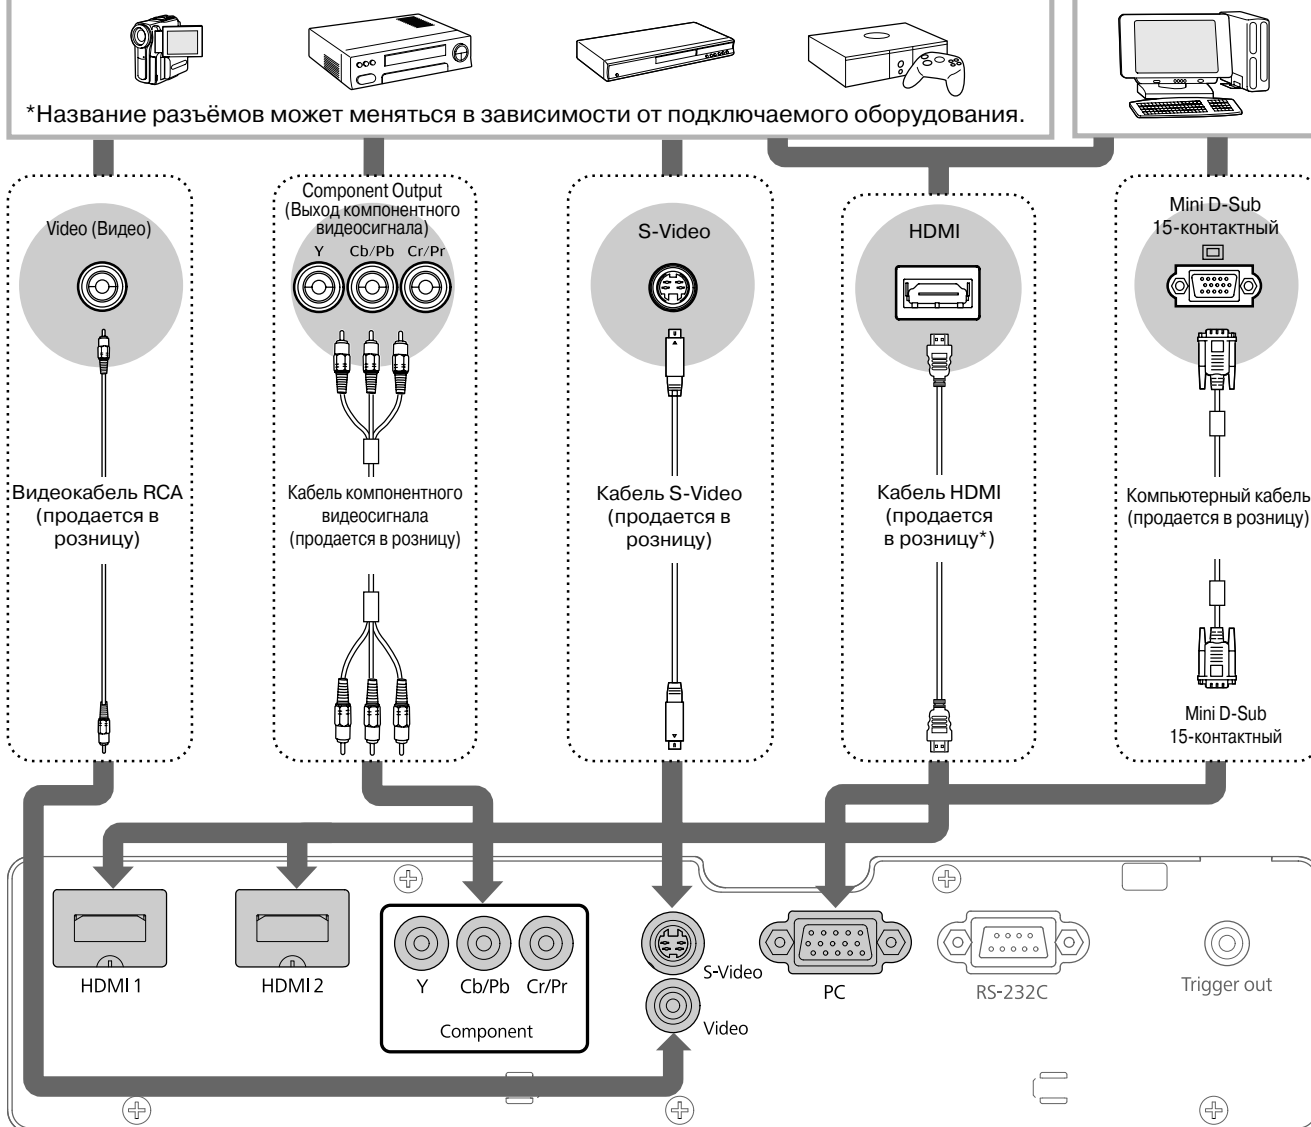 *Название разъёмов может меняться в зависимости от подключаемого оборудования.
Video (Видео)
Component Output
(Выход компонентного
видеосигнала)
Y Cb/Pb Cr/Pr
S-Video
HDMI
Mini D-Sub
15-контактный
Видеокабель RCA
(продается в
розницу)
Кабель компонентного
видеосигнала
(продается в розницу)
Кабель S-Video
(продается в
розницу)
Кабель HDMI
(продается
в розницу*)
Компьютерный кабель
(продается в розницу)
Mini D-Sub
15-контактный
HDMI 1
HDMI 2
Y Cb/Pb Cr/Pr
Component
S-Video
Video
PC
RS-232C
Trigger out